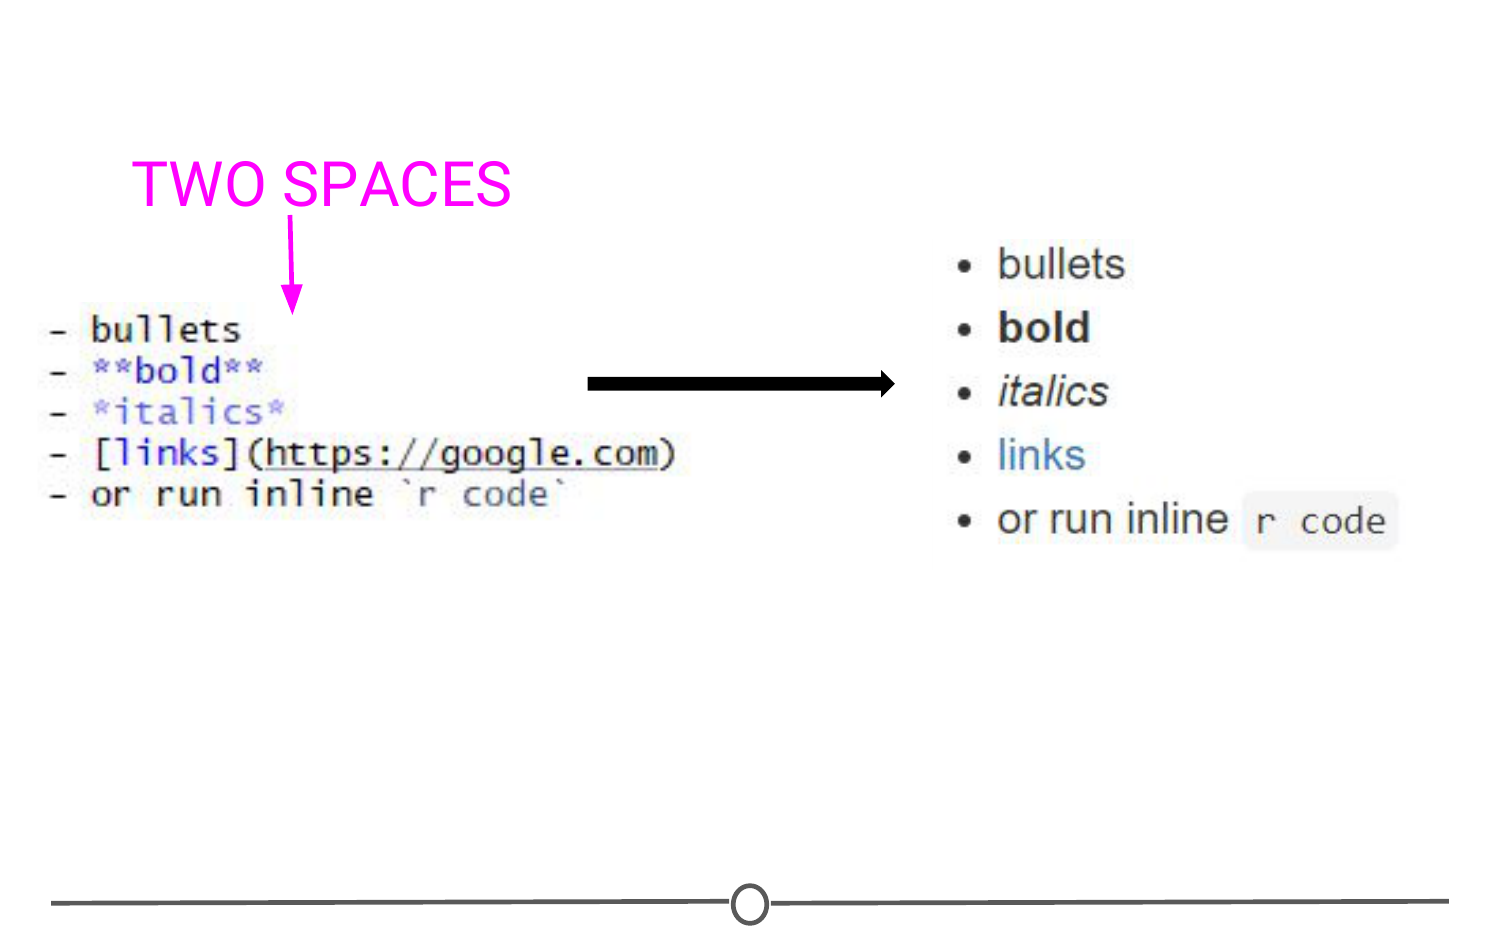 TWO SPACES
- bullets
- **bold**
- *italics*
- [links](https://google.com)
- or run inline `r code`
• bullets
• bold
• italics
• links
• or run inline r code